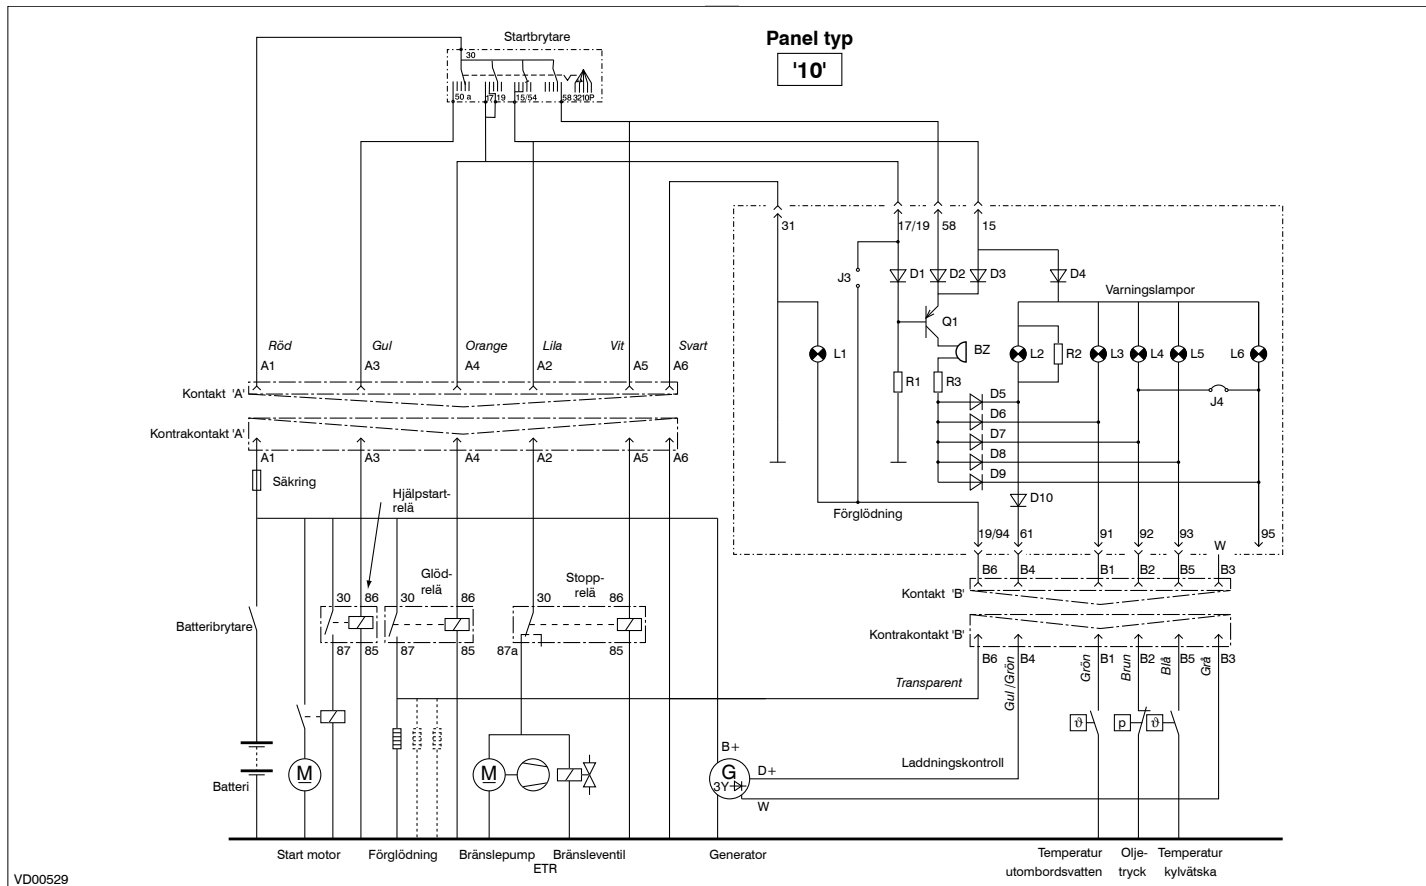 Startbrytare
Panel typ
'10'
30
50 a
17/19
15/54
58
3210P
31
17/19
58
15
J3
D1
D2
D3
D4
Varningslampor
Q1
BZ
L1
L2
R2
L3
L4
L5
L6
R1
R3
D5
D6
D7
D8
D9
D10
J4
Röd
Gul
Orange
Lila
Vit
Svart
A1
A3
A4
A2
A5
A6
Kontakt 'A'
Kontrakontakt 'A'
A1
A3
A4
A2
A5
A6
Säkring
Hjälpstart-
relä
Förglödning
19/94
61
91
92
93
W
95
B6
B4
B1
B2
B5
B3
Kontakt 'B'
Kontrakontakt 'B'
B6
B4
B1
B2
B5
B3
Gul /Grön
Grön
Brun
Blå
Grå
Glöd-
relä
Stopp-
relä
30
86
30
86
30
86
Batteribrytare
87
85
87
85
87a
85
Transparent
ϑ
p
ϑ
B+
D+
W
Laddningskontroll
Batteri
M
M
G
3Y
Start motor
Förglödning
Bränslepump
Bränsleventil
ETR
Generator
Temperatur
utombordsvatten
Olje-
tryck
Temperatur
kylvätska
VD00529